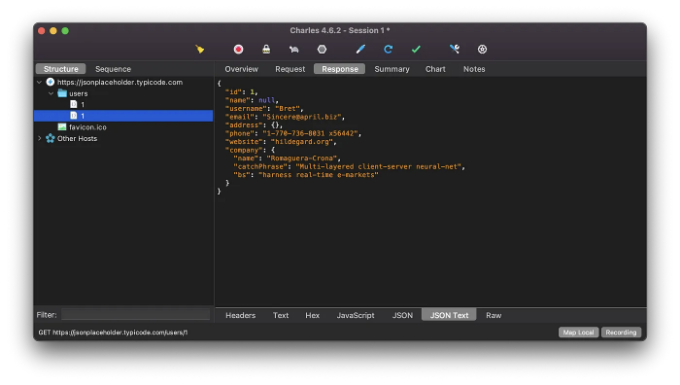 Charles 4.6.2 - Session 1 *
Structure Sequence
Overview Request Response Summary Chart Notes
https://jsonplaceholder.typicode.com
users
1
1
favicon.ico
Other Hosts
{
"id": 1,
"name": null,
"username": "Bret",
"email": "Sincere@april.biz",
"address": {},
"phone": "1-770-736-8031 x56442",
"website": "hildegard.org",
"company": {
"name": "Romaguera-Crona",
"catchPhrase": "Multi-layered client-server neural-net",
"bs": "harness real-time e-markets"
}
}
Filter:
Headers Text Hex JavaScript JSON JSON Text Raw
GET https://jsonplaceholder.typicode.com/users/1
Map Local Recording